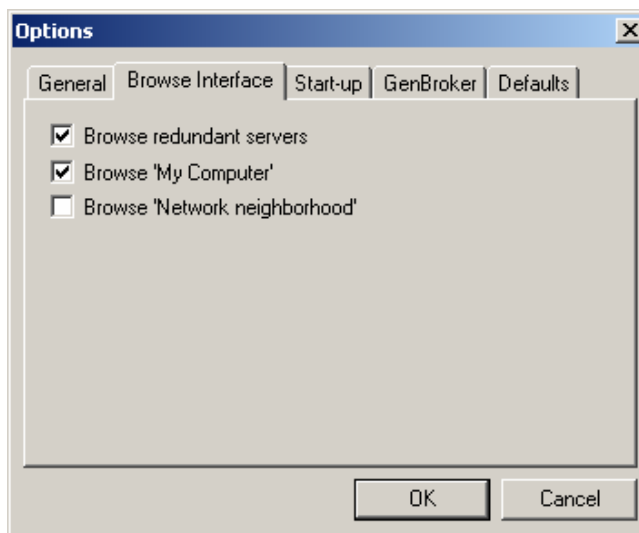 Options
General Browse Interface Start-up GenBroker Defaults
Browse redundant servers
Browse 'My Computer'
Browse 'Network neighborhood'
OK Cancel